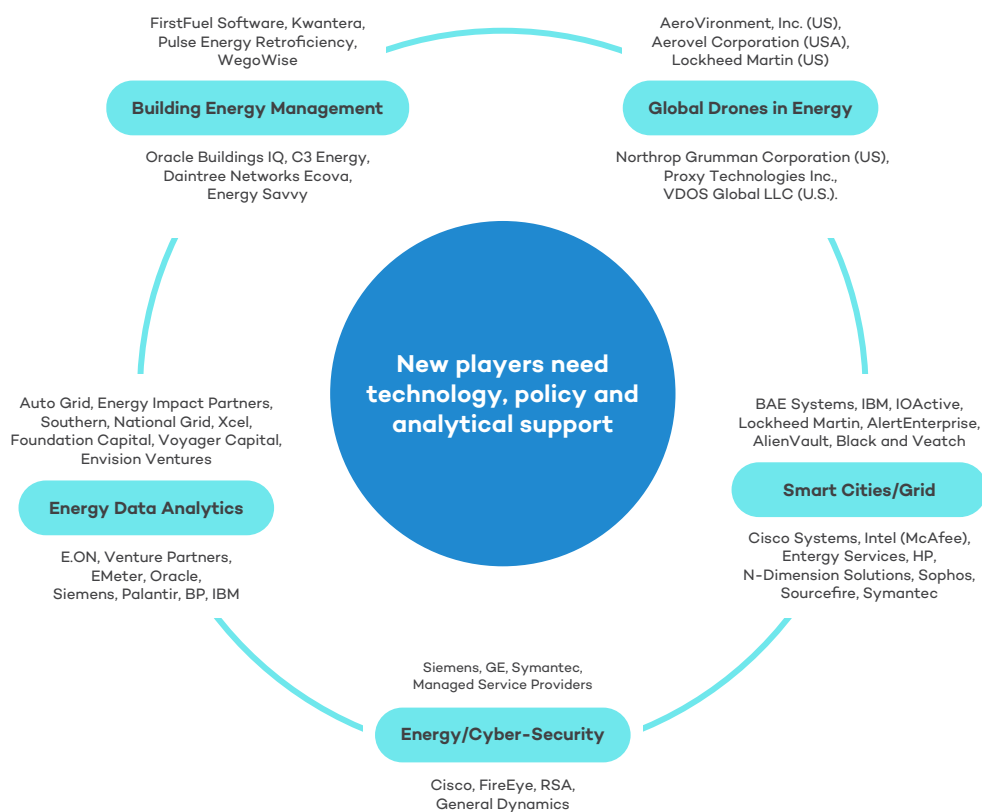 FirstFuel Software, Kwantera,
Pulse Energy Retroficiency,
WegoWise
Building Energy Management
Oracle Buildings IQ, C3 Energy,
Daintree Networks Ecova,
Energy Savvy
AeroVironment, Inc. (US),
Aerovel Corporation (USA),
Lockheed Martin (US)
Global Drones in Energy
Northrop Grumman Corporation (US),
Proxy Technologies Inc.,
VDOS Global LLC (U.S.).
New players need
technology, policy and
analytical support
Auto Grid, Energy Impact Partners,
Southern, National Grid, Xcel,
Foundation Capital, Voyager Capital,
Envision Ventures
Energy Data Analytics
E.ON, Venture Partners,
EMeter, Oracle,
Siemens, Palantir, BP, IBM
BAE Systems, IBM, IOActive,
Lockheed Martin, AlertEnterprise,
AlienVault, Black and Veatch
Smart Cities/Grid
Cisco Systems, Intel (McAfee),
Entergy Services, HP,
N-Dimension Solutions, Sophos,
Sourcefire, Symantec
Siemens, GE, Symantec,
Managed Service Providers
Energy/Cyber-Security
Cisco, FireEye, RSA,
General Dynamics